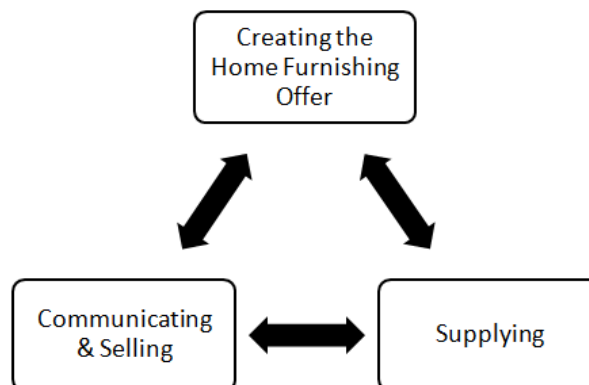 Creating the
Home Furnishing
Offer
Communicating
& Selling
Supplying